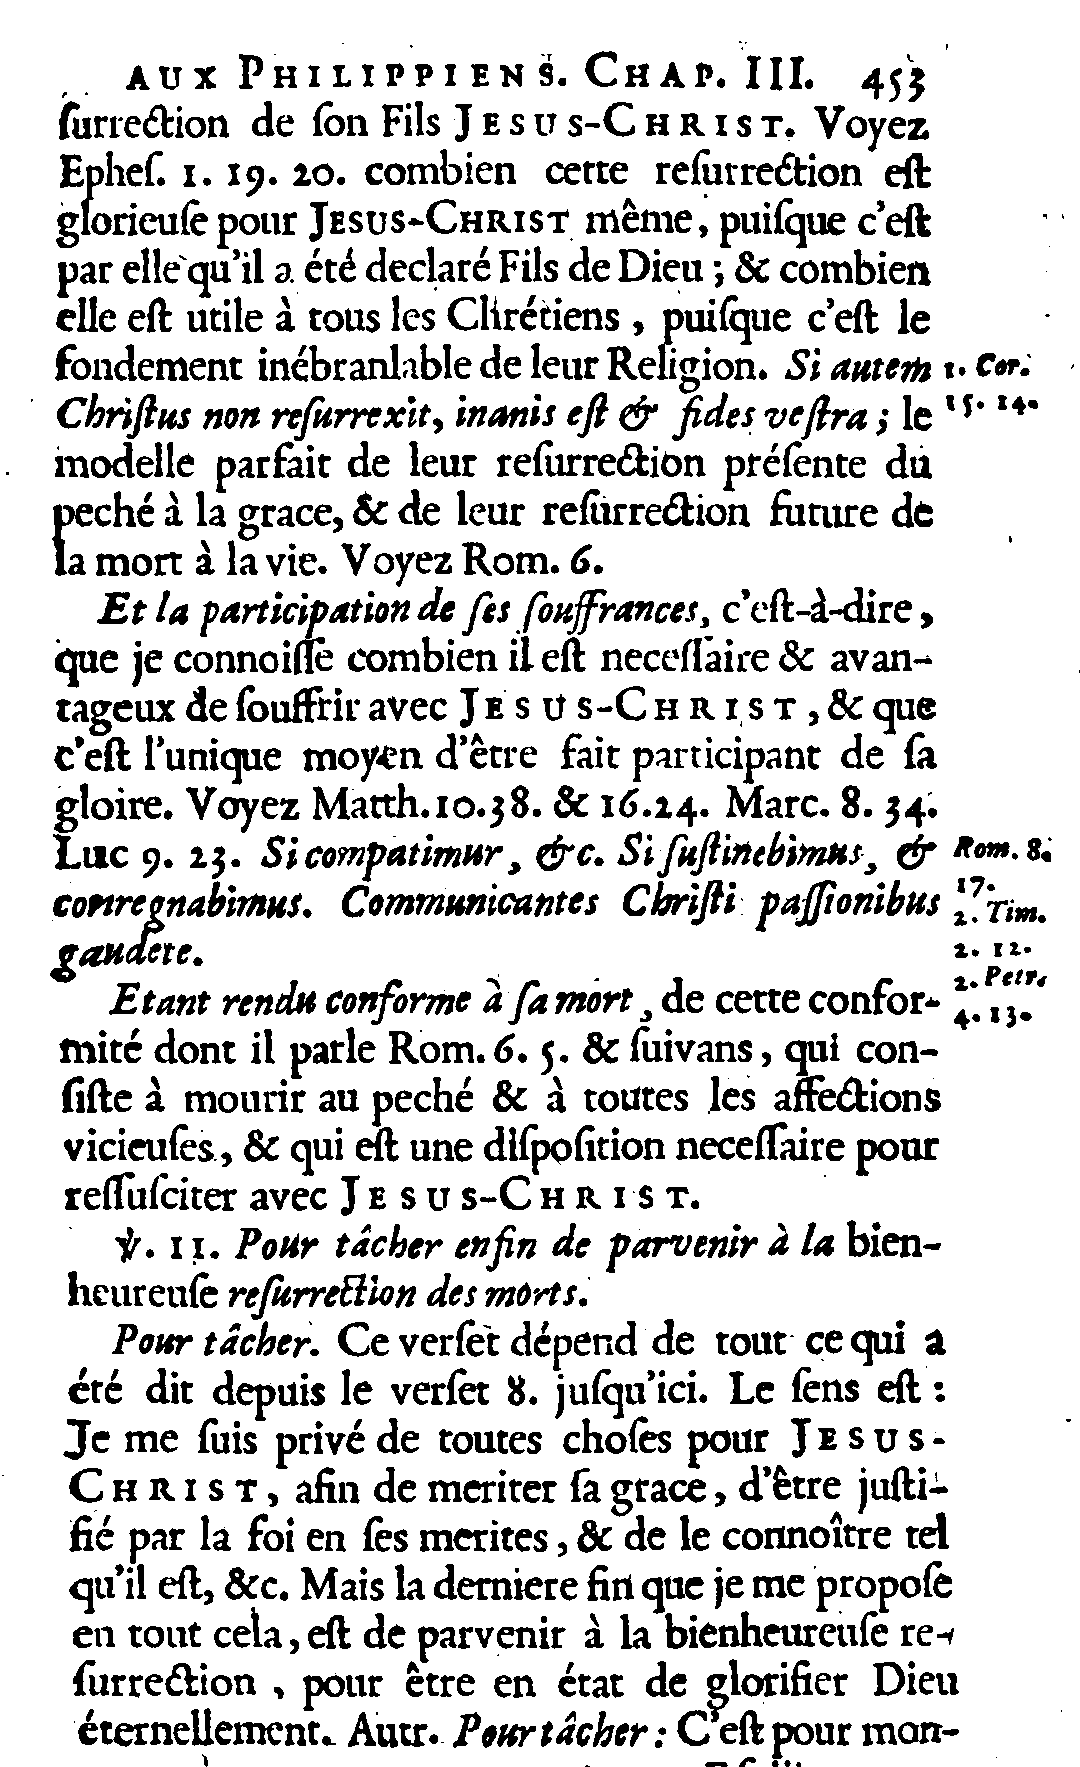 AUX PHILIPPIENS. CHAP. III. 453
ſurrection de ſon Fils JESUS-CHRIST. Voyez
Epheſ. 1. 19. 20. combien cette reſurrection eſt
glorieuſe pour JESUS-CHRIST même, puiſque c'eſt
par elle qu'il a été declaré Fils de Dieu ; & combien
elle eſt utile à tous les Chrétiens, puiſque c'eſt le
fondement inébranlable de leur Religion. Si autem
1. Cor.
Chriſtus non reſurrexit, inanis eſt & fides veſtra ; le
15. 14.
modelle parfait de leur reſurrection préſente du
peché à la grace, & de leur reſurrection future de
la mort à la vie. Voyez Rom. 6.
Et la participation de ſes ſouffrances, c'eſt-à-dire,
que je connoiſſe combien il eſt neceſſaire & avan-
tageux de ſouffrir avec JESUS-CHRIST, & que
c'eſt l'unique moyen d'être fait participant de ſa
gloire. Voyez Matth. 10. 38. & 16. 24. Marc. 8. 34.
Luc 9. 23. Si compatimur, &c. Si ſuſtinebimus, &
Rom. 8.
17.
conregnabimus. Communicantes Chriſti paſſionibus
2. Tim.
gaudete.
2. 12.
2. Petr.
Etant rendu conforme à ſa mort, de cette confor-
4. 13.
mité dont il parle Rom. 6. 5. & ſuivans, qui con-
ſiſte à mourir au peché & à toutes les affections
vicieuſes, & qui eſt une diſpoſition neceſſaire pour
reſſuſciter avec JESUS-CHRIST.
℣. 11. Pour tâcher enfin de parvenir à la bien-
heureuſe reſurrection des morts.
Pour tâcher. Ce verſet dépend de tout ce qui a
été dit depuis le verſet 8. juſqu'ici. Le ſens eſt :
Je me ſuis privé de toutes choſes pour JESUS-
CHRIST, afin de meriter ſa grace, d'être juſti-
fié par la foi en ſes merites, & de le connoître tel
qu'il eſt, &c. Mais la derniere fin que je me propoſe
en tout cela, eſt de parvenir à la bienheureuſe re-
ſurrection, pour être en état de glorifier Dieu
éternellement. Autr. Pour tâcher : C'eſt pour mon-